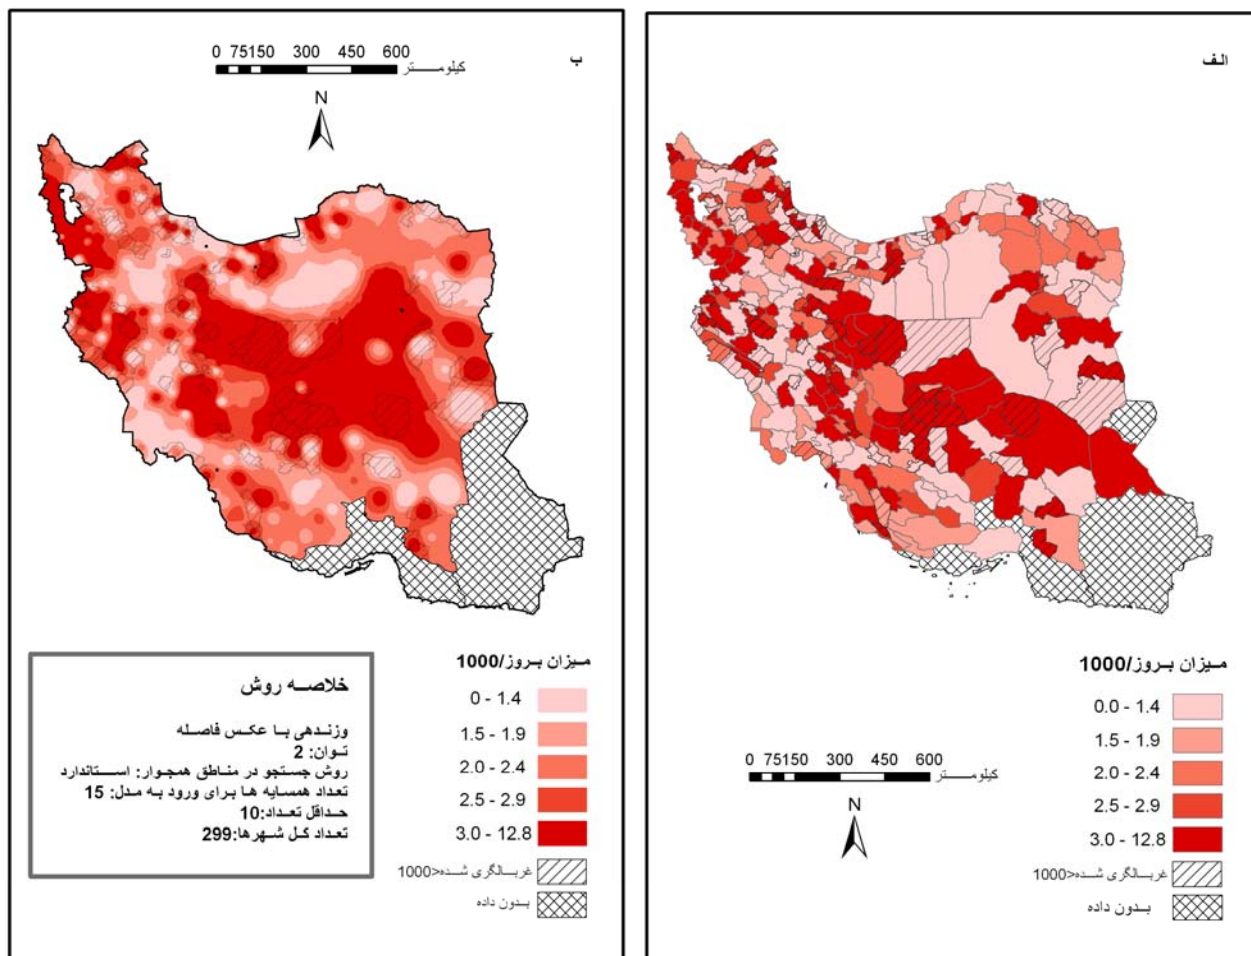 الف
N
0 75150 300 450 600 کیلومـــتر
میزان بروز/1000
0.0 - 1.4
1.5 - 1.9
2.0 - 2.4
2.5 - 2.9
3.0 - 12.8
غربالگری شده<1000
بدون داده
ب
0 75150 300 450 600 کیلومـــتر
N
میزان بروز/1000
0 - 1.4
1.5 - 1.9
2.0 - 2.4
2.5 - 2.9
3.0 - 12.8
غربالگری شده<1000
بدون داده
خلاصه روش
وزندهی با عکس فاصله
توان: 2
روش جستجو در مناطق همجوار: استاندارد
تعداد همسایه ها برای ورود به مدل: 15
حداقل تعداد:10
تعداد کل شهرها:299